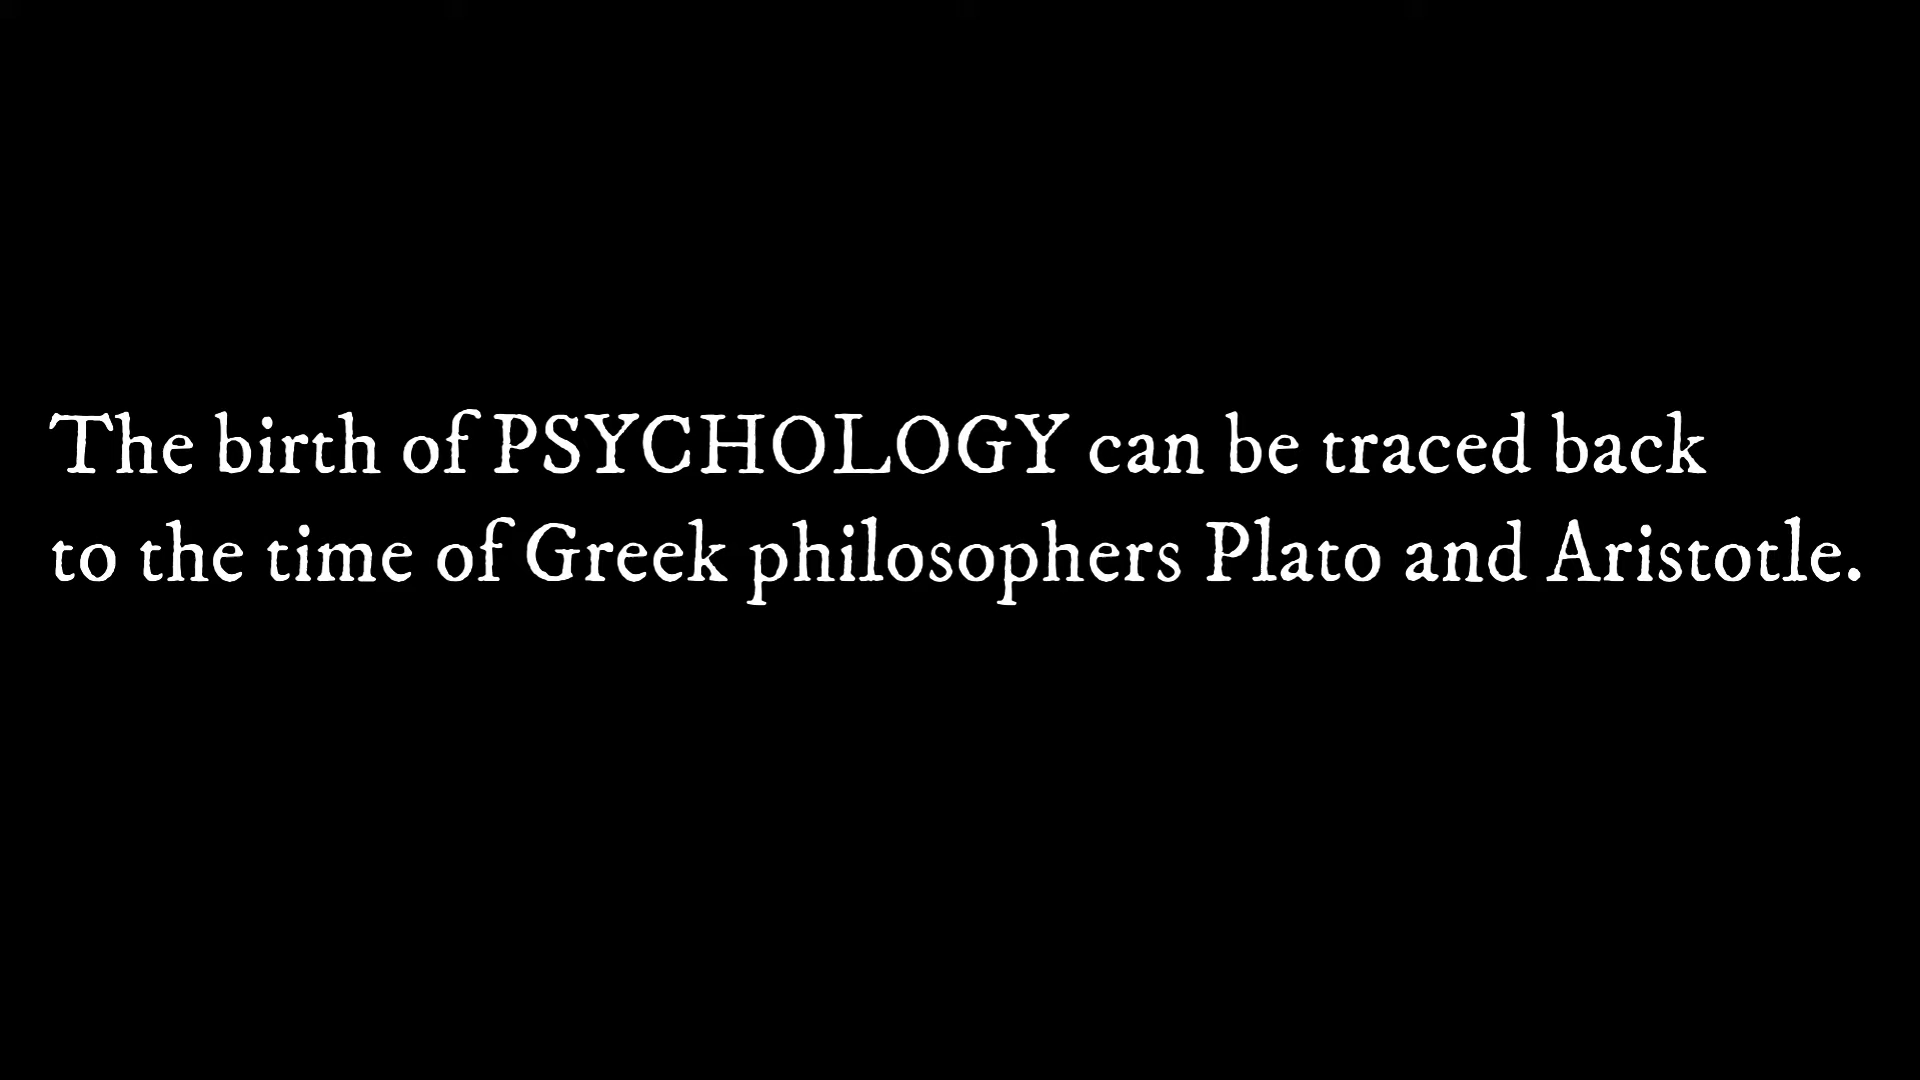 The birth of PSYCHOLOGY can be traced back
to the time of Greek philosophers Plato and Aristotle.